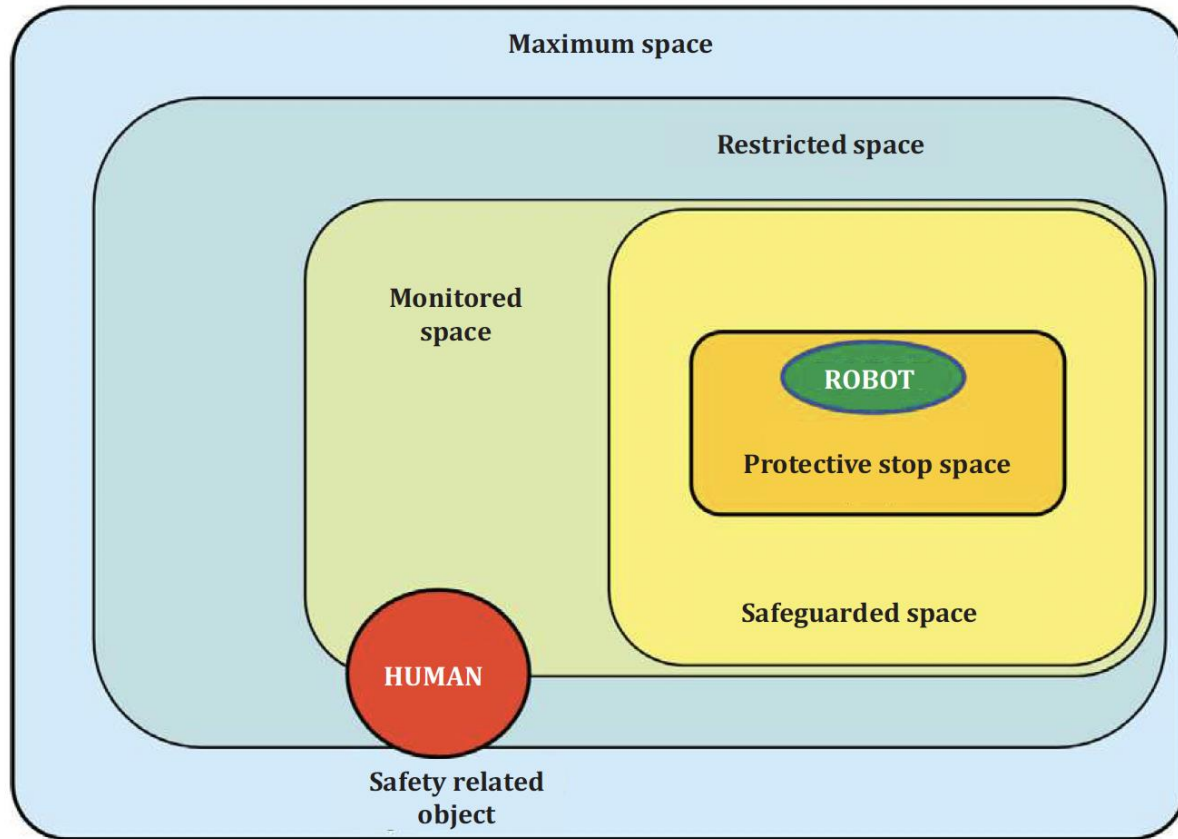 Maximum space
Restricted space
Monitored
space
ROBOT
Protective stop space
Safeguarded space
HUMAN
Safety related
object